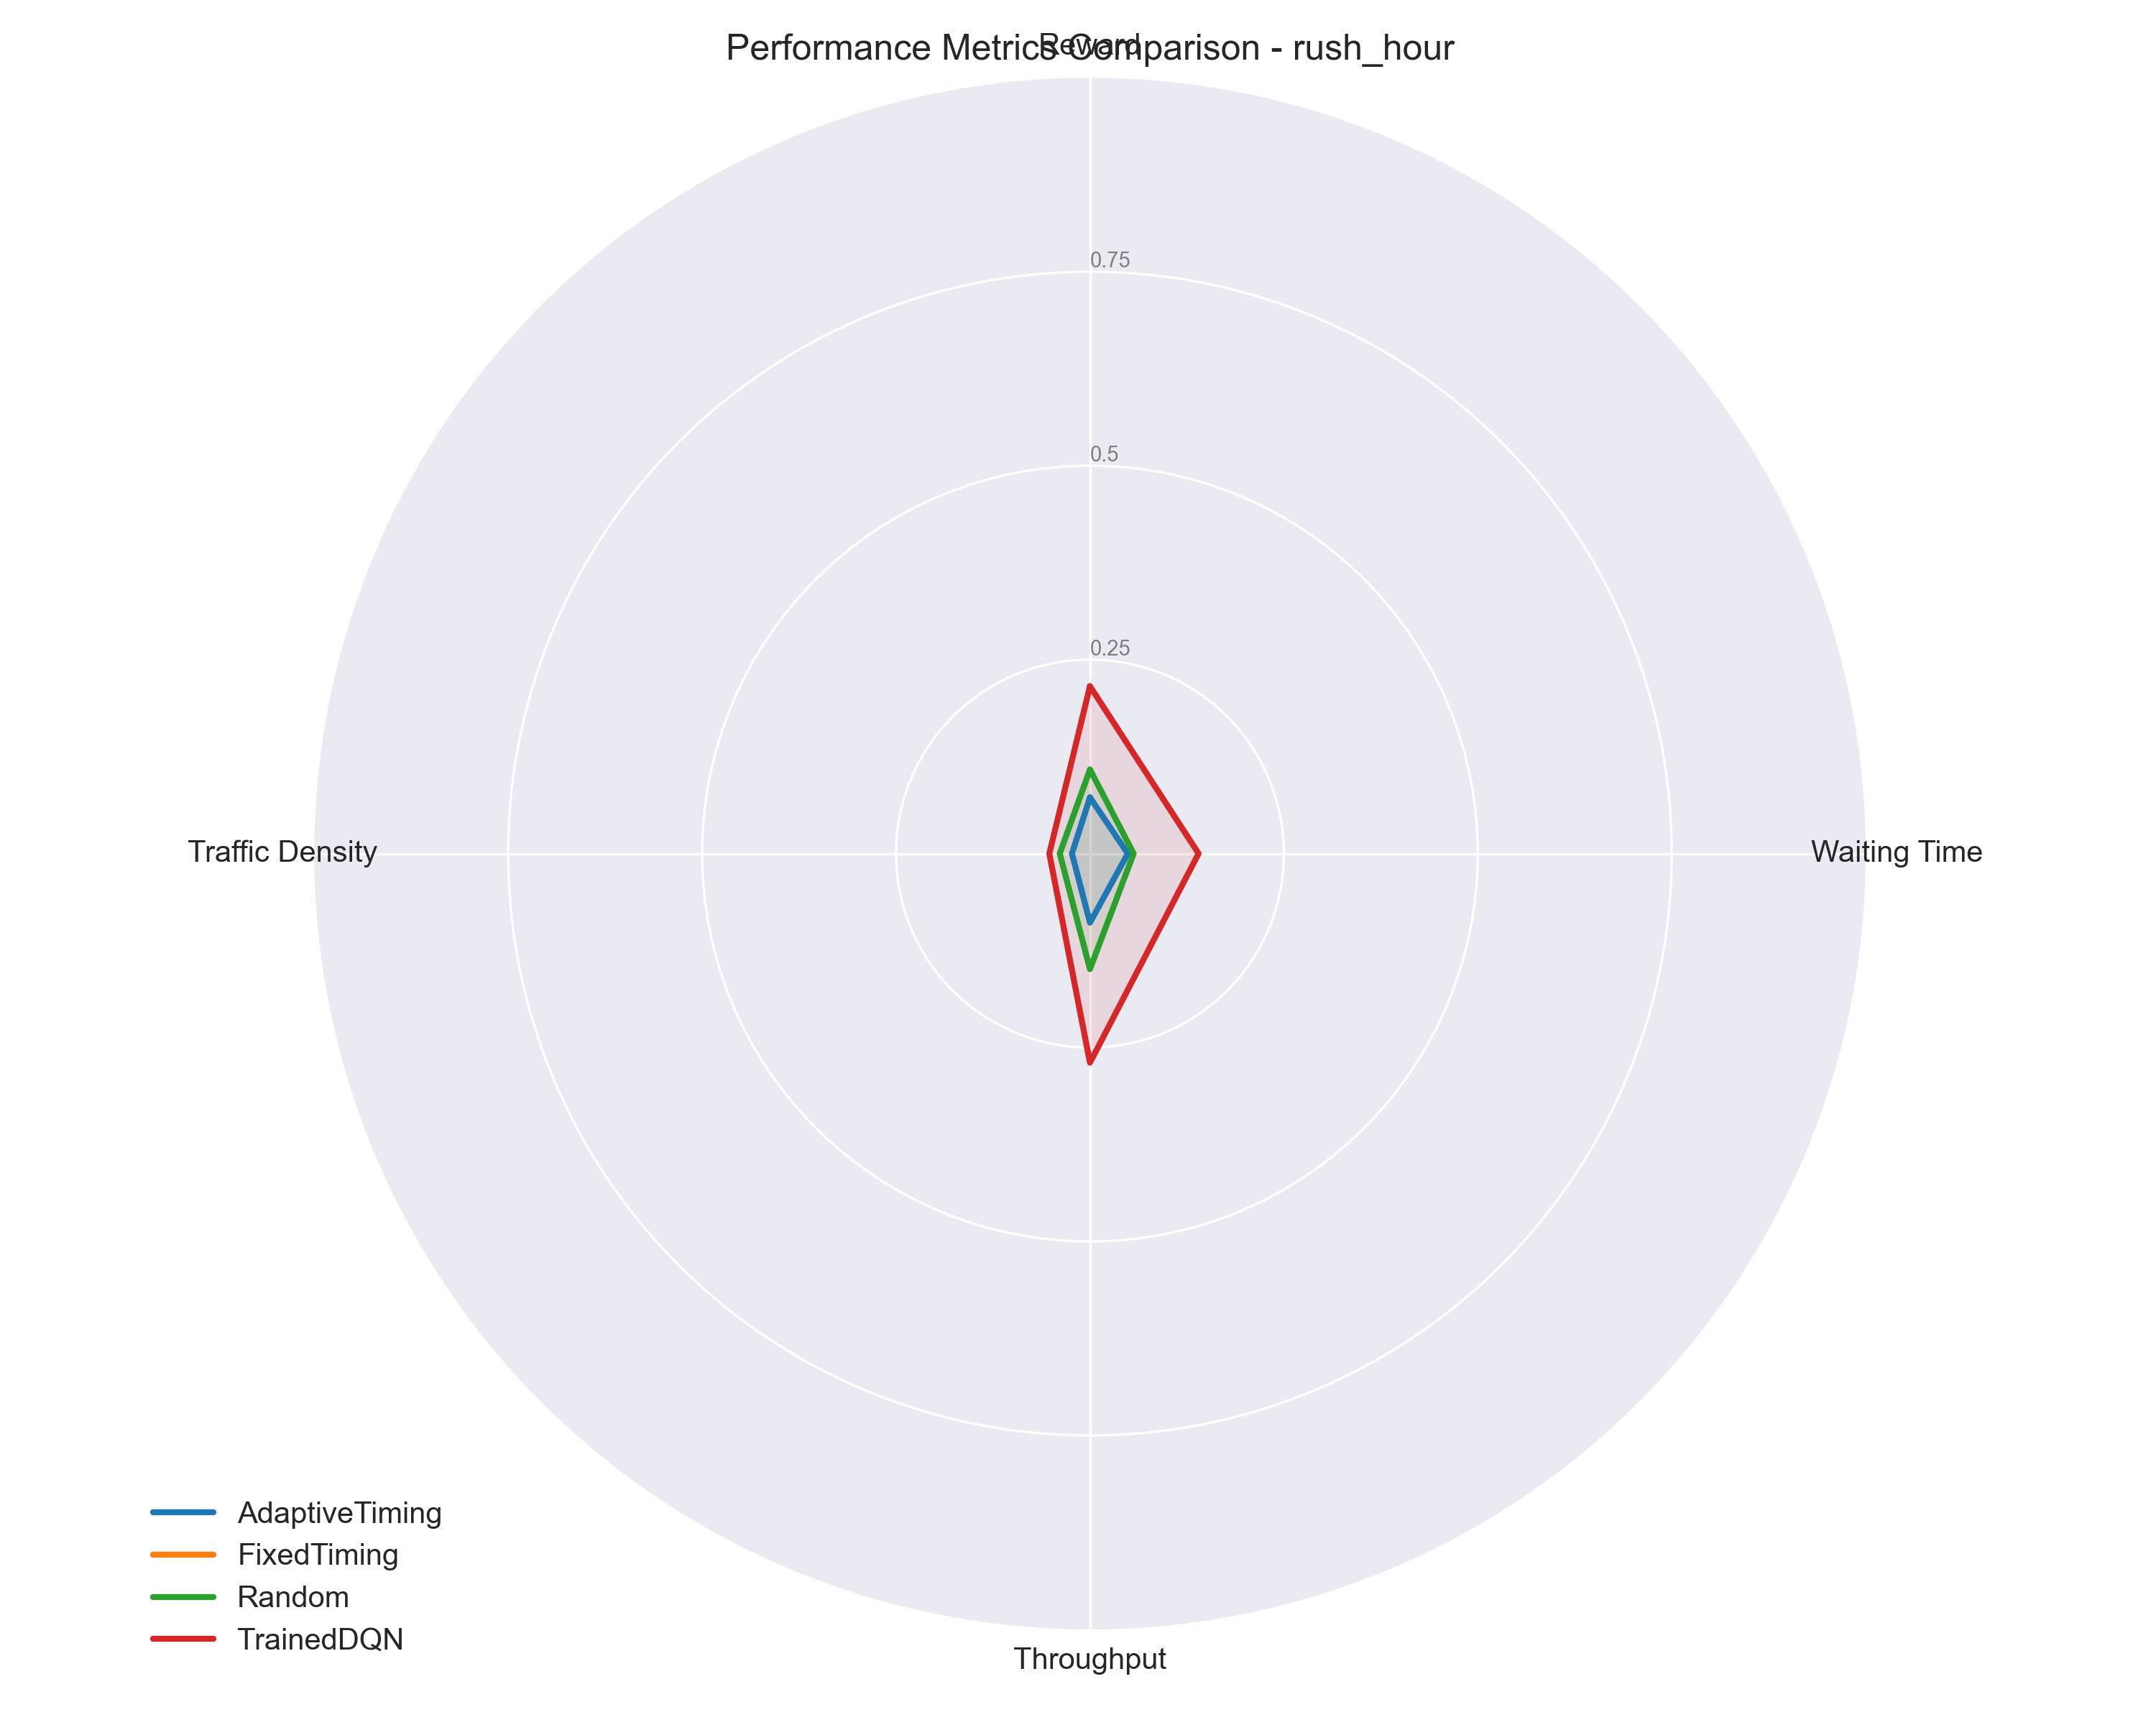 Performance Metrics Comparison - rush_hour
Reward
0.75
0.5
0.25
Traffic Density
Waiting Time
AdaptiveTiming
FixedTiming
Random
TrainedDQN
Throughput